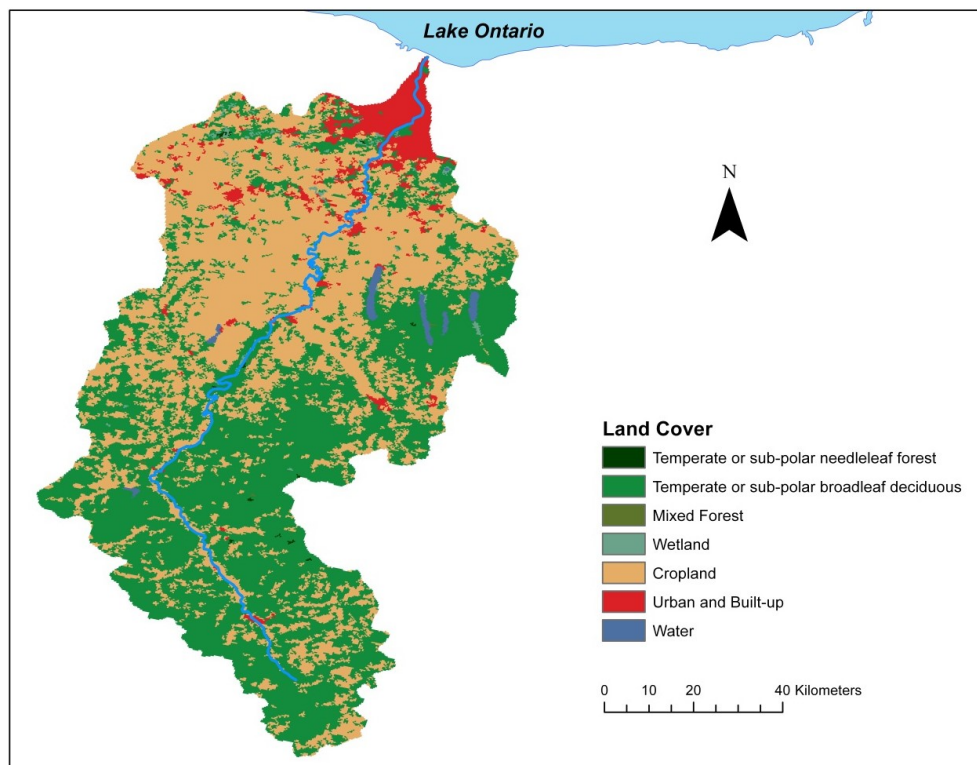 Lake Ontario
N
Land Cover
Temperate or sub-polar needleleaf forest
Temperate or sub-polar broadleaf deciduous
Mixed Forest
Wetland
Cropland
Urban and Built-up
Water
0 10 20 40 Kilometers